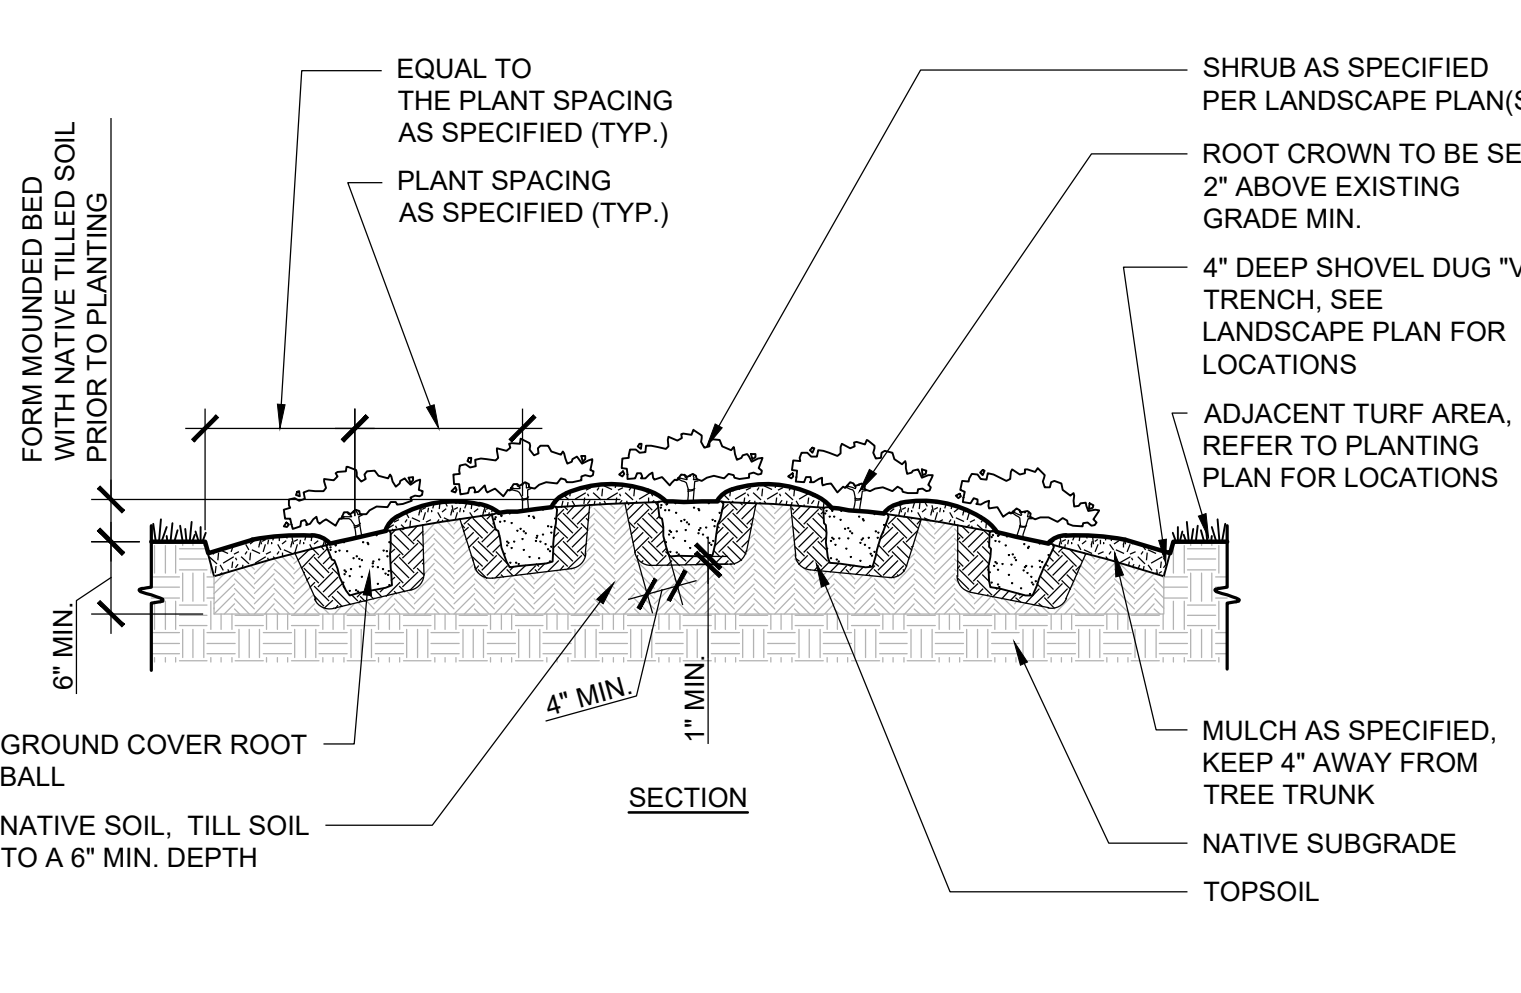 EQUAL TO
THE PLANT SPACING
AS SPECIFIED (TYP.)
PLANT SPACING
AS SPECIFIED (TYP.)
FORM MOUNDED BED
WITH NATIVE TILLED SOIL
PRIOR TO PLANTING
6" MIN.
GROUND COVER ROOT
BALL
NATIVE SOIL, TILL SOIL
TO A 6" MIN. DEPTH
4" MIN.
1" MIN.
SECTION
SHRUB AS SPECIFIED
PER LANDSCAPE PLAN(S
ROOT CROWN TO BE SE
2" ABOVE EXISTING
GRADE MIN.
4" DEEP SHOVEL DUG "V
TRENCH, SEE
LANDSCAPE PLAN FOR
LOCATIONS
ADJACENT TURF AREA,
REFER TO PLANTING
PLAN FOR LOCATIONS
MULCH AS SPECIFIED,
KEEP 4" AWAY FROM
TREE TRUNK
NATIVE SUBGRADE
TOPSOIL